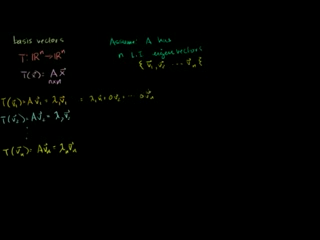 basis vectors
T: ℝⁿ→ℝⁿ
T(x⃗) = A x⃗
n×n
Assume: A has
n L.I. eigenvectors
{ v⃗₁, v⃗₂ ... v⃗ₙ }
T(v⃗₁) = Av⃗₁ = λ₁v⃗₁ = λ₁v⃗₁ + 0v⃗₂ + ... 0v⃗ₙ
T(v⃗₂) = Av⃗₂ = λ₂v⃗₂
:
T(v⃗ₙ) = Av⃗ₙ = λₙv⃗ₙ